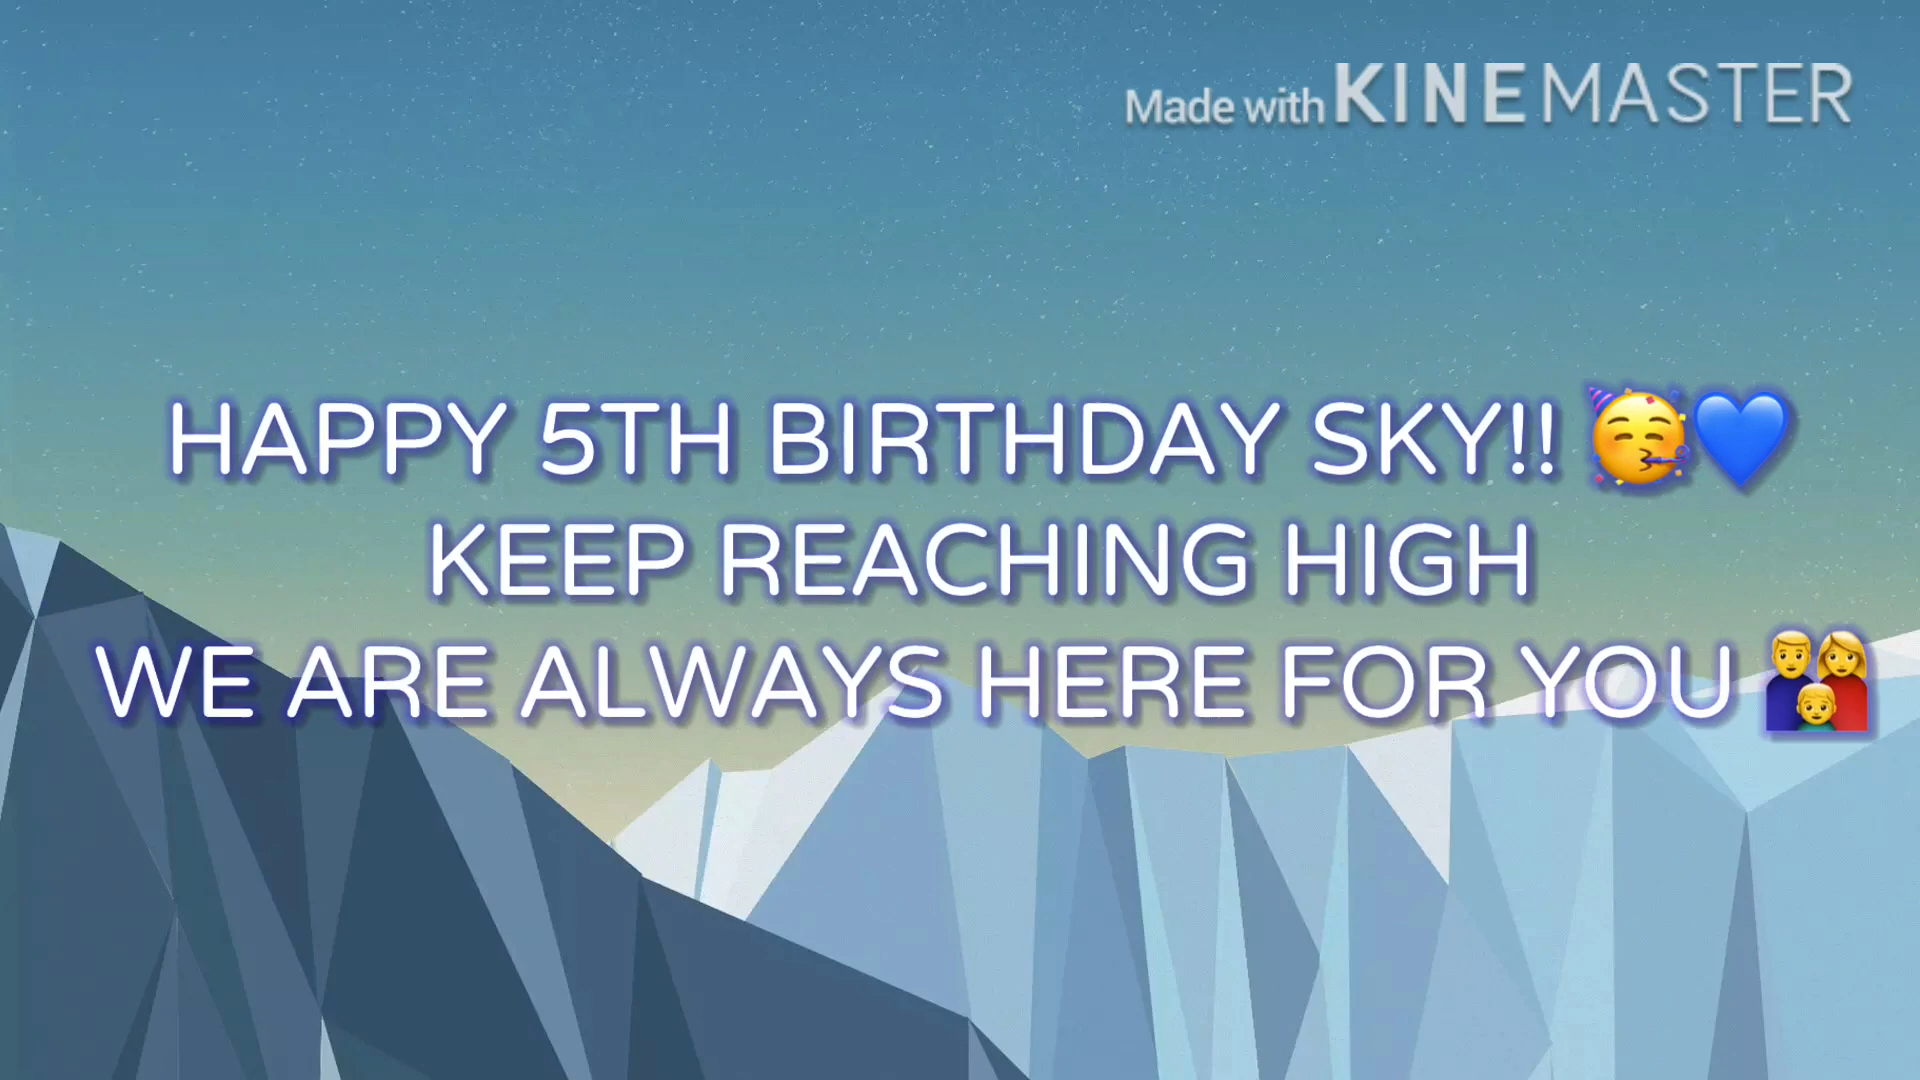 Made with KINEMASTER
HAPPY 5TH BIRTHDAY SKY!! 🥳💙
KEEP REACHING HIGH
WE ARE ALWAYS HERE FOR YOU 👨‍👩‍👦